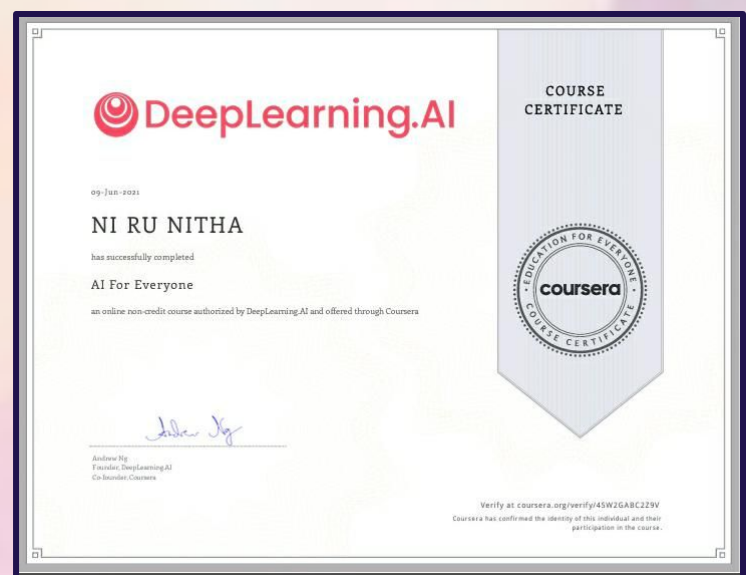 DeepLearning.AI
COURSE
CERTIFICATE
09-Jun-2021
NI RU NITHA
has successfully completed
AI For Everyone
an online non-credit course authorized by DeepLearning.AI and offered through Coursera
EDUCATION FOR EVERYONE
coursera
COURSE CERTIFICATE
Andrew Ng
Andrew Ng
Founder, DeepLearning.AI
Co-founder, Coursera
Verify at coursera.org/verify/45W2GABC2Z9V
Coursera has confirmed the identity of this individual and their
participation in the course.